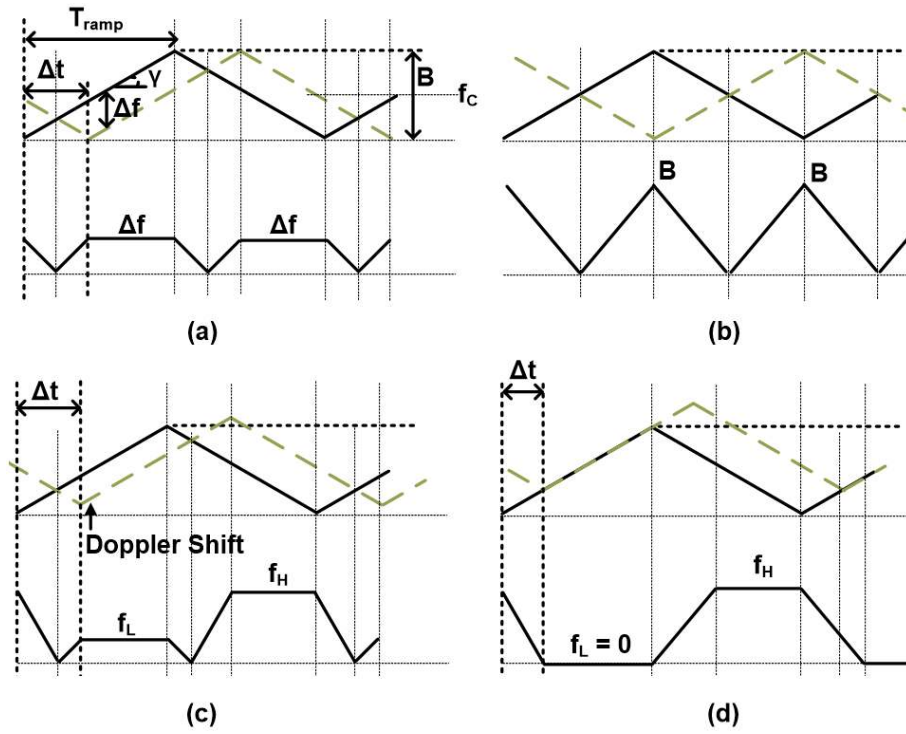 T_ramp
Δt
γ
Δf
B
f_C
Δf
Δf
(a)
B
B
(b)
Δt
Doppler Shift
f_L
f_H
(c)
Δt
f_L = 0
f_H
(d)